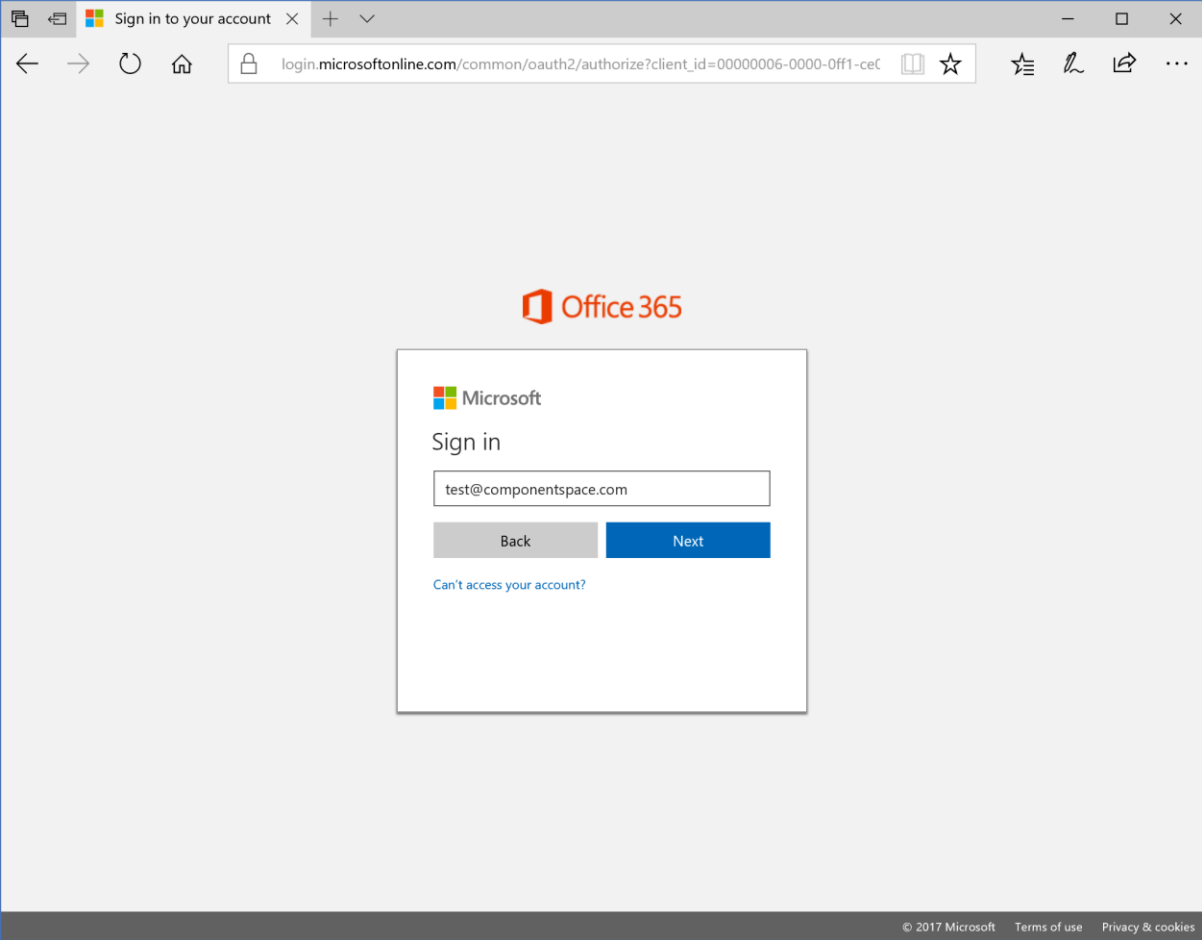 Sign in to your account
login.microsoftonline.com/common/oauth2/authorize?client_id=00000006-0000-0ff1-ce0
Office 365
Microsoft
Sign in
test@componentspace.com
Back Next
Can't access your account?
© 2017 Microsoft Terms of use Privacy & cookies